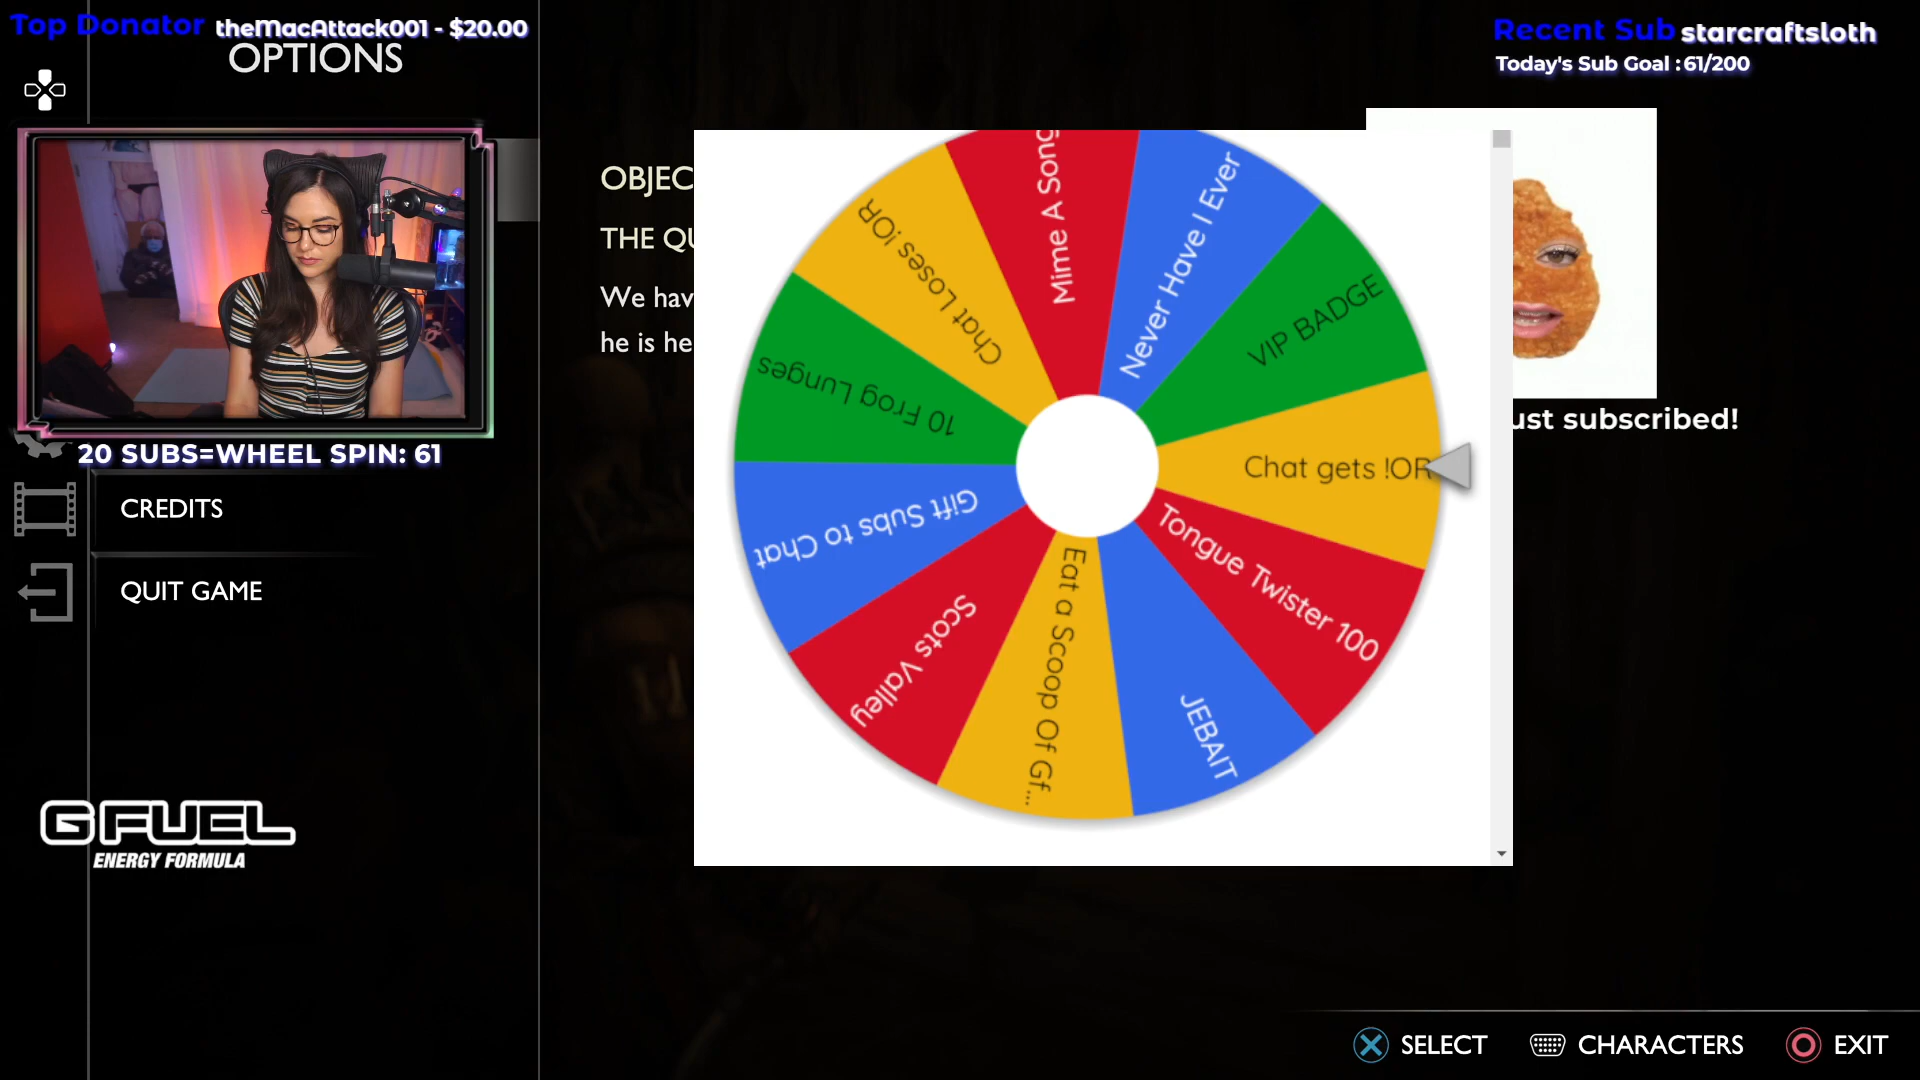 Top Donator theMacAttack001 - $20.00
Recent Sub starcraftsloth
Today's Sub Goal : 61/200
OPTIONS
OBJEC
THE QU
We hav
he is he
Mime A Song
Never Have I Ever
VIP BADGE
Chat gets !OR
Tongue Twister 100
JEBAIT
Eat a Scoop Of Gf...
Scots Valley
Gift Subs to Chat
10 Frog Lunges
Chat Loses !OR
ust subscribed!
20 SUBS=WHEEL SPIN: 61
CREDITS
QUIT GAME
G FUEL
ENERGY FORMULA
SELECT
CHARACTERS
EXIT